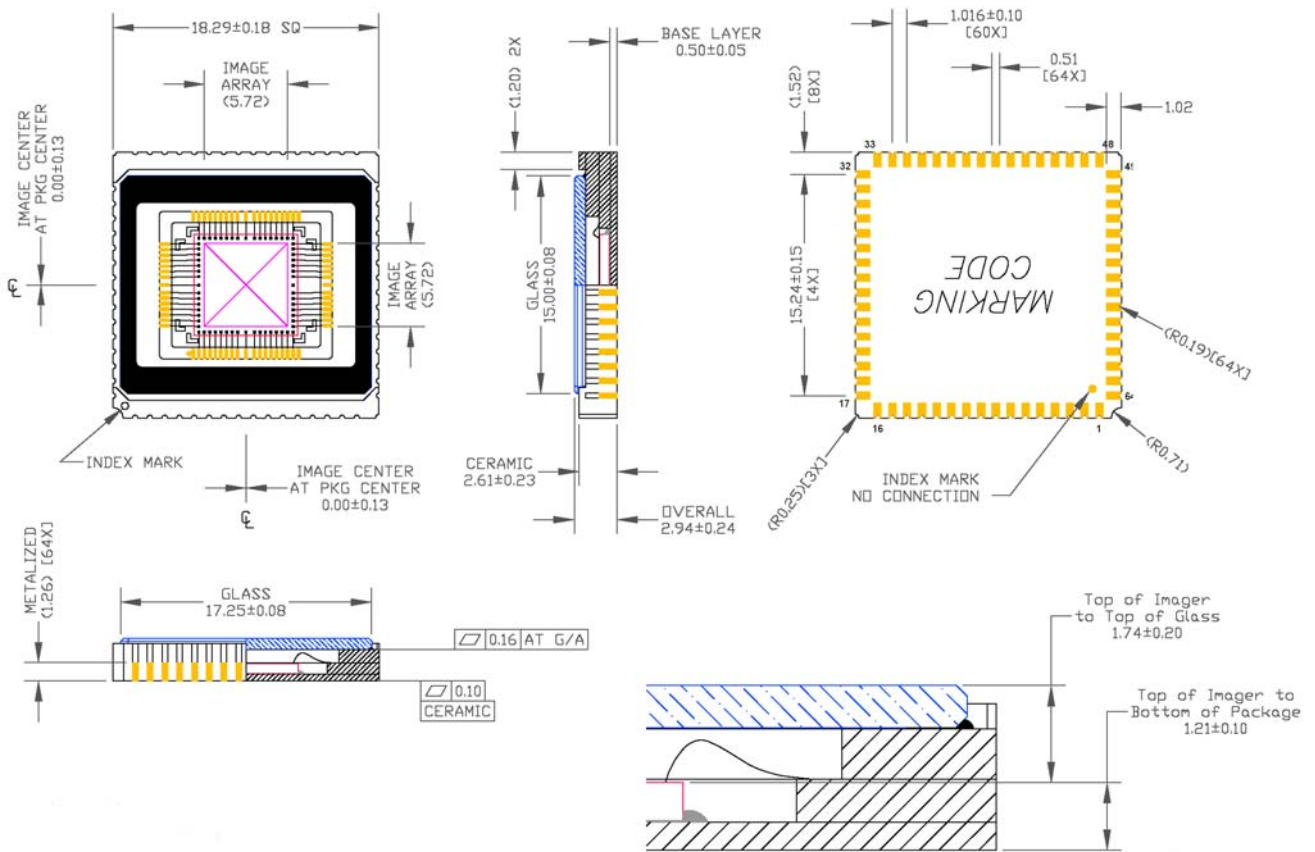 18.29±0.18 SQ
IMAGE
ARRAY
(5.72)
IMAGE CENTER
AT PKG CENTER
0.00±0.13
IMAGE
ARRAY
(5.72)
INDEX MARK
IMAGE CENTER
AT PKG CENTER
0.00±0.13
BASE LAYER
0.50±0.05
(1.20) 2X
GLASS
15.00±0.08
CERAMIC
2.61±0.23
OVERALL
2.94±0.24
1.016±0.10
[60X]
0.51
[64X]
(1.52)
[8X]
1.02
33
48
32
15.24±0.15
[4X]
MARKING
CODE
(R0.19)[64X]
17
64
16
1
(R0.25)[3X]
(R0.71)
INDEX MARK
NO CONNECTION
METALIZED
(1.26) [64X]
GLASS
17.25±0.08
0.16 AT G/A
0.10
CERAMIC
Top of Imager
to Top of Glass
1.74±0.20
Top of Imager to
Bottom of Package
1.21±0.10